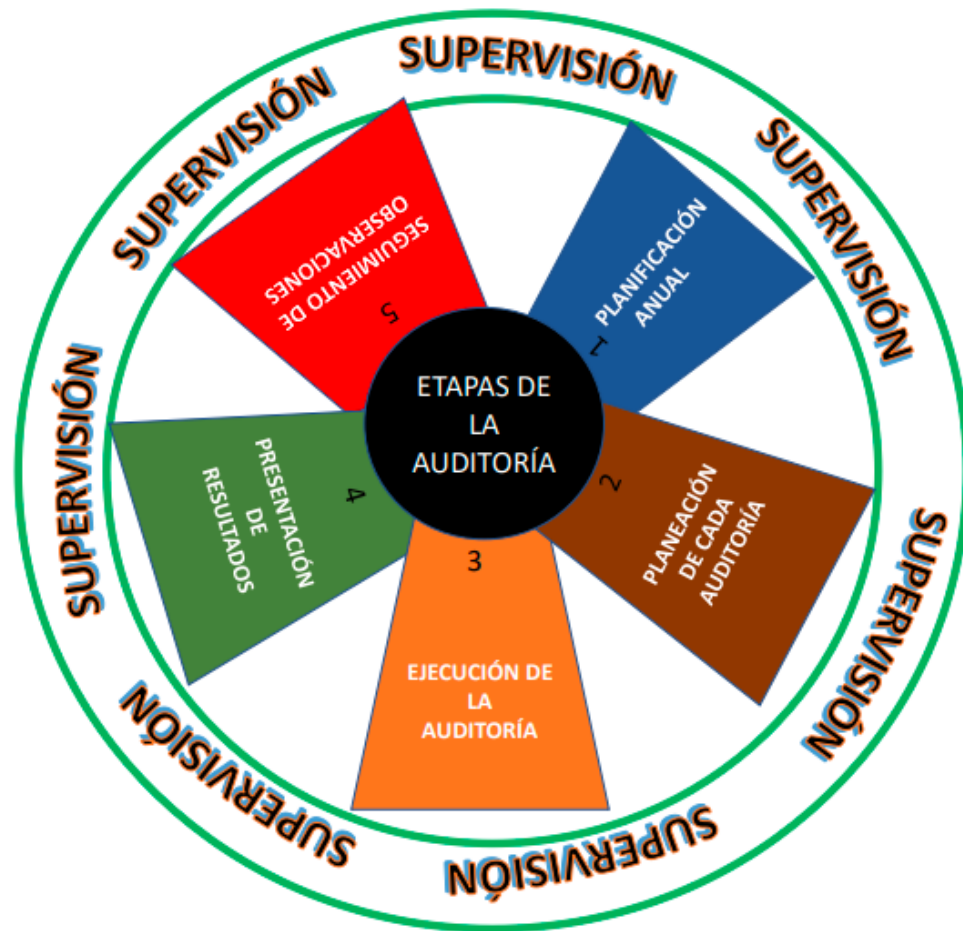 SUPERVISIÓN
SUPERVISIÓN
SUPERVISIÓN
SUPERVISIÓN
SUPERVISIÓN
SUPERVISIÓN
SUPERVISIÓN
ETAPAS DE
LA
AUDITORÍA
1
PLANIFICACIÓN
ANUAL
2
PLANEACIÓN
DE CADA
AUDITORÍA
3
EJECUCIÓN DE
LA
AUDITORÍA
4
PRESENTACIÓN
DE
RESULTADOS
5
SEGUIMIENTO DE
OBSERVACIONES